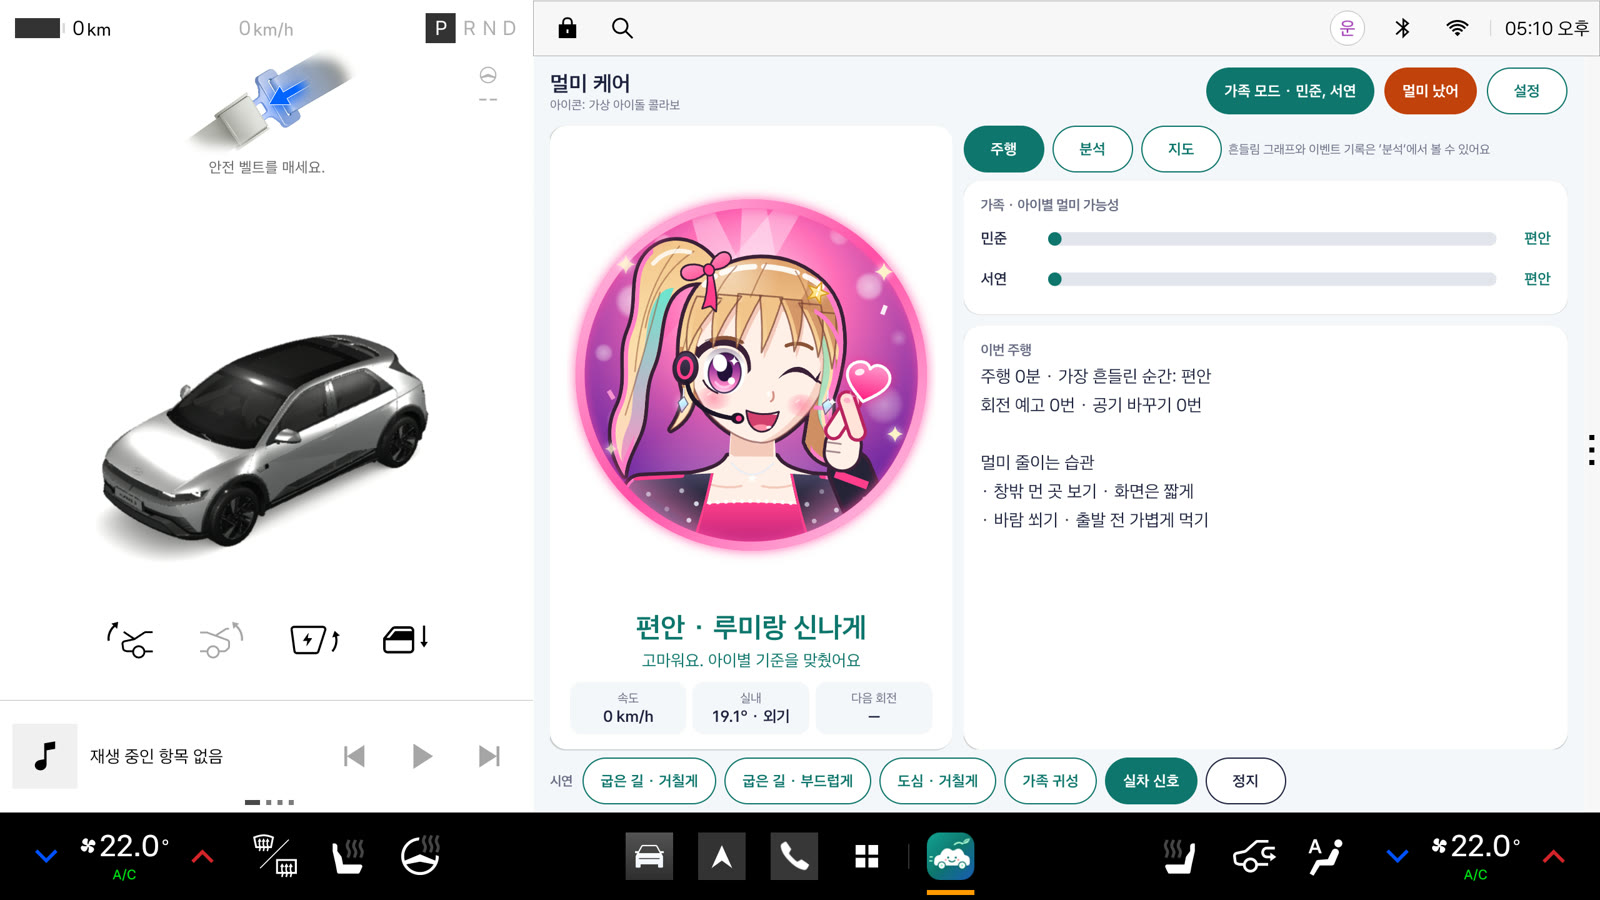 0 km
0 km/h
P R N D
안전 벨트를 매세요.
재생 중인 항목 없음
운
05:10 오후
멀미 케어
아이콘: 가상 아이돌 콜라보
가족 모드 · 민준, 서연
멀미 났어
설정
편안 · 루미랑 신나게
고마워요. 아이별 기준을 맞췄어요
속도
0 km/h
실내
19.1° · 외기
다음 회전
—
주행
분석
지도
흔들림 그래프와 이벤트 기록은 '분석'에서 볼 수 있어요
가족 · 아이별 멀미 가능성
민준
편안
서연
편안
이번 주행
주행 0분 · 가장 흔들린 순간: 편안
회전 예고 0번 · 공기 바꾸기 0번
멀미 줄이는 습관
· 창밖 먼 곳 보기 · 화면은 짧게
· 바람 쐬기 · 출발 전 가볍게 먹기
시연
굽은 길 · 거칠게
굽은 길 · 부드럽게
도심 · 거칠게
가족 귀성
실차 신호
정지
22.0°
A/C
A
22.0°
A/C